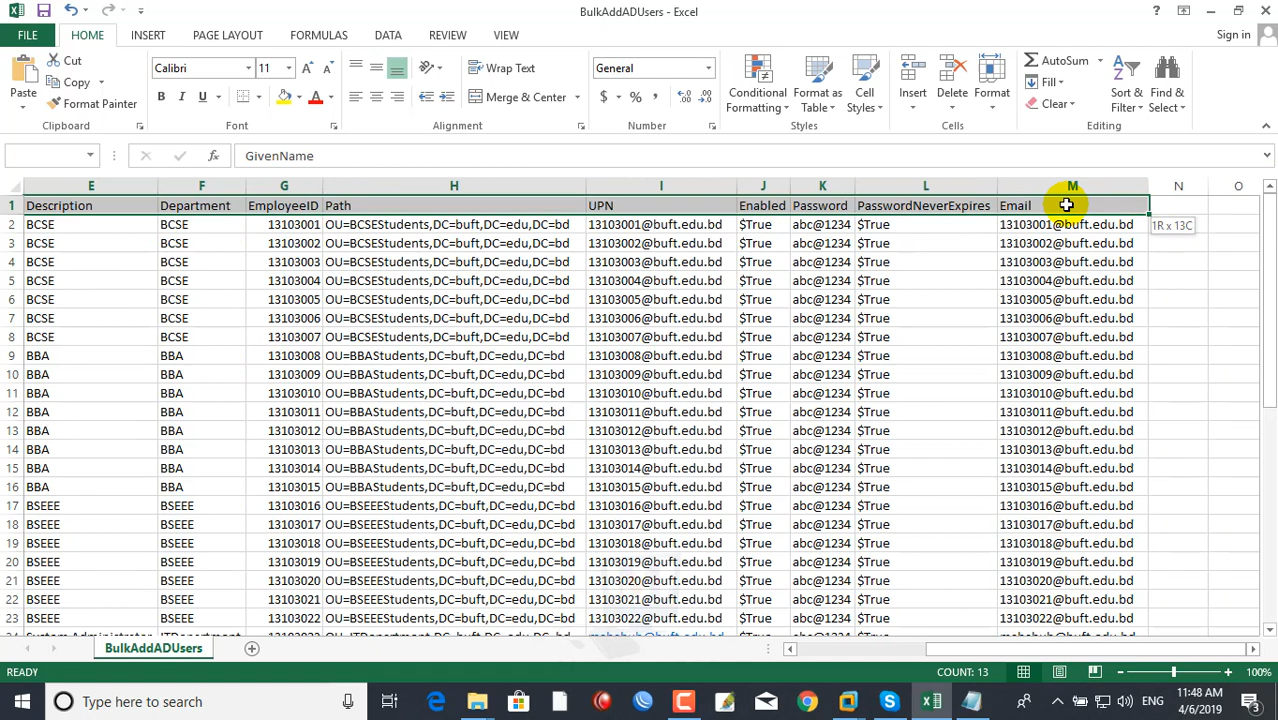 BulkAddADUsers - Excel
?
FILE HOME INSERT PAGE LAYOUT FORMULAS DATA REVIEW VIEW Sign in
Paste Cut Copy Format Painter Clipboard
Calibri 11 B I U A Font
Wrap Text Merge & Center Alignment
General $ % , Number
Conditional Formatting Format as Table Cell Styles Styles
Insert Delete Format Cells
AutoSum Fill Clear Sort & Filter Find & Select Editing
GivenName
E F G H I J K L M N O
1 Description Department EmployeeID Path UPN Enabled Password PasswordNeverExpires Email
2 BCSE BCSE 13103001 OU=BCSEStudents,DC=buft,DC=edu,DC=bd 13103001@buft.edu.bd $True abc@1234 $True 13103001@buft.edu.bd 1R x 13C
3 BCSE BCSE 13103002 OU=BCSEStudents,DC=buft,DC=edu,DC=bd 13103002@buft.edu.bd $True abc@1234 $True 13103002@buft.edu.bd
4 BCSE BCSE 13103003 OU=BCSEStudents,DC=buft,DC=edu,DC=bd 13103003@buft.edu.bd $True abc@1234 $True 13103003@buft.edu.bd
5 BCSE BCSE 13103004 OU=BCSEStudents,DC=buft,DC=edu,DC=bd 13103004@buft.edu.bd $True abc@1234 $True 13103004@buft.edu.bd
6 BCSE BCSE 13103005 OU=BCSEStudents,DC=buft,DC=edu,DC=bd 13103005@buft.edu.bd $True abc@1234 $True 13103005@buft.edu.bd
7 BCSE BCSE 13103006 OU=BCSEStudents,DC=buft,DC=edu,DC=bd 13103006@buft.edu.bd $True abc@1234 $True 13103006@buft.edu.bd
8 BCSE BCSE 13103007 OU=BCSEStudents,DC=buft,DC=edu,DC=bd 13103007@buft.edu.bd $True abc@1234 $True 13103007@buft.edu.bd
9 BBA BBA 13103008 OU=BBAStudents,DC=buft,DC=edu,DC=bd 13103008@buft.edu.bd $True abc@1234 $True 13103008@buft.edu.bd
10 BBA BBA 13103009 OU=BBAStudents,DC=buft,DC=edu,DC=bd 13103009@buft.edu.bd $True abc@1234 $True 13103009@buft.edu.bd
11 BBA BBA 13103010 OU=BBAStudents,DC=buft,DC=edu,DC=bd 13103010@buft.edu.bd $True abc@1234 $True 13103010@buft.edu.bd
12 BBA BBA 13103011 OU=BBAStudents,DC=buft,DC=edu,DC=bd 13103011@buft.edu.bd $True abc@1234 $True 13103011@buft.edu.bd
13 BBA BBA 13103012 OU=BBAStudents,DC=buft,DC=edu,DC=bd 13103012@buft.edu.bd $True abc@1234 $True 13103012@buft.edu.bd
14 BBA BBA 13103013 OU=BBAStudents,DC=buft,DC=edu,DC=bd 13103013@buft.edu.bd $True abc@1234 $True 13103013@buft.edu.bd
15 BBA BBA 13103014 OU=BBAStudents,DC=buft,DC=edu,DC=bd 13103014@buft.edu.bd $True abc@1234 $True 13103014@buft.edu.bd
16 BBA BBA 13103015 OU=BBAStudents,DC=buft,DC=edu,DC=bd 13103015@buft.edu.bd $True abc@1234 $True 13103015@buft.edu.bd
17 BSEEE BSEEE 13103016 OU=BSEEEStudents,DC=buft,DC=edu,DC=bd 13103016@buft.edu.bd $True abc@1234 $True 13103016@buft.edu.bd
18 BSEEE BSEEE 13103017 OU=BSEEEStudents,DC=buft,DC=edu,DC=bd 13103017@buft.edu.bd $True abc@1234 $True 13103017@buft.edu.bd
19 BSEEE BSEEE 13103018 OU=BSEEEStudents,DC=buft,DC=edu,DC=bd 13103018@buft.edu.bd $True abc@1234 $True 13103018@buft.edu.bd
20 BSEEE BSEEE 13103019 OU=BSEEEStudents,DC=buft,DC=edu,DC=bd 13103019@buft.edu.bd $True abc@1234 $True 13103019@buft.edu.bd
21 BSEEE BSEEE 13103020 OU=BSEEEStudents,DC=buft,DC=edu,DC=bd 13103020@buft.edu.bd $True abc@1234 $True 13103020@buft.edu.bd
22 BSEEE BSEEE 13103021 OU=BSEEEStudents,DC=buft,DC=edu,DC=bd 13103021@buft.edu.bd $True abc@1234 $True 13103021@buft.edu.bd
23 BSEEE BSEEE 13103022 OU=BSEEEStudents,DC=buft,DC=edu,DC=bd 13103022@buft.edu.bd $True abc@1234 $True 13103022@buft.edu.bd
BulkAddADUsers
READY COUNT: 13 100%
Type here to search ENG 11:48 AM
4/6/2019 3